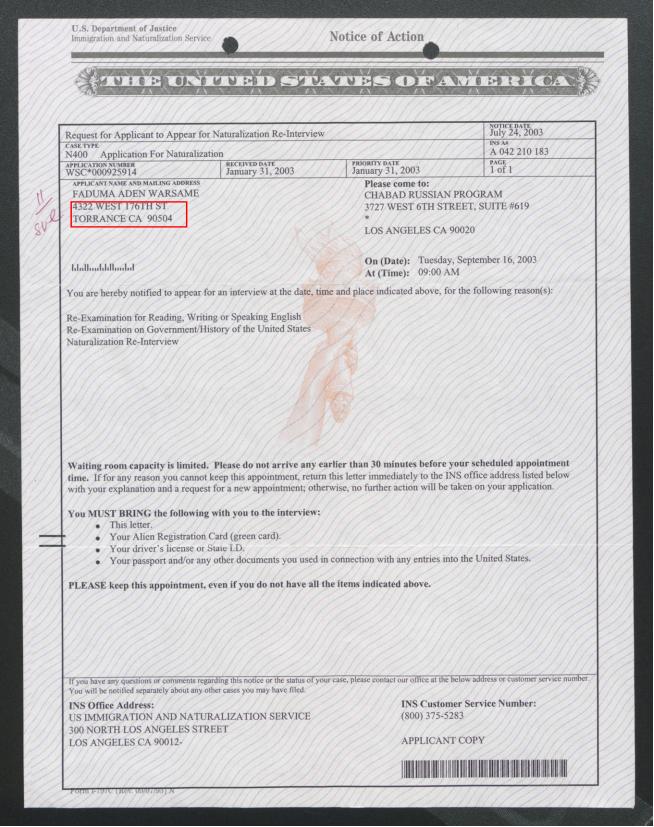 U.S. Department of Justice
Immigration and Naturalization Service
Notice of Action
THE UNITED STATES OF AMERICA
Request for Applicant to Appear for Naturalization Re-Interview
NOTICE DATE
July 24, 2003
CASE TYPE
N400 Application For Naturalization
INS A#
A 042 210 183
APPLICATION NUMBER
WSC*000925914
RECEIVED DATE
January 31, 2003
PRIORITY DATE
January 31, 2003
PAGE
1 of 1
APPLICANT NAME AND MAILING ADDRESS
FADUMA ADEN WARSAME
4322 WEST 176TH ST
TORRANCE CA 90504
Please come to:
CHABAD RUSSIAN PROGRAM
3727 WEST 6TH STREET, SUITE #619
*
LOS ANGELES CA 90020
On (Date): Tuesday, September 16, 2003
At (Time): 09:00 AM
You are hereby notified to appear for an interview at the date, time and place indicated above, for the following reason(s):
Re-Examination for Reading, Writing or Speaking English
Re-Examination on Government/History of the United States
Naturalization Re-Interview
Waiting room capacity is limited. Please do not arrive any earlier than 30 minutes before your scheduled appointment
time. If for any reason you cannot keep this appointment, return this letter immediately to the INS office address listed below
with your explanation and a request for a new appointment; otherwise, no further action will be taken on your application.
You MUST BRING the following with you to the interview:
● This letter.
● Your Alien Registration Card (green card).
● Your driver's license or State I.D.
● Your passport and/or any other documents you used in connection with any entries into the United States.
PLEASE keep this appointment, even if you do not have all the items indicated above.
If you have any questions or comments regarding this notice or the status of your case, please contact our office at the below address or customer service number.
You will be notified separately about any other cases you may have filed.
INS Office Address:
US IMMIGRATION AND NATURALIZATION SERVICE
300 NORTH LOS ANGELES STREET
LOS ANGELES CA 90012-
INS Customer Service Number:
(800) 375-5283
APPLICANT COPY